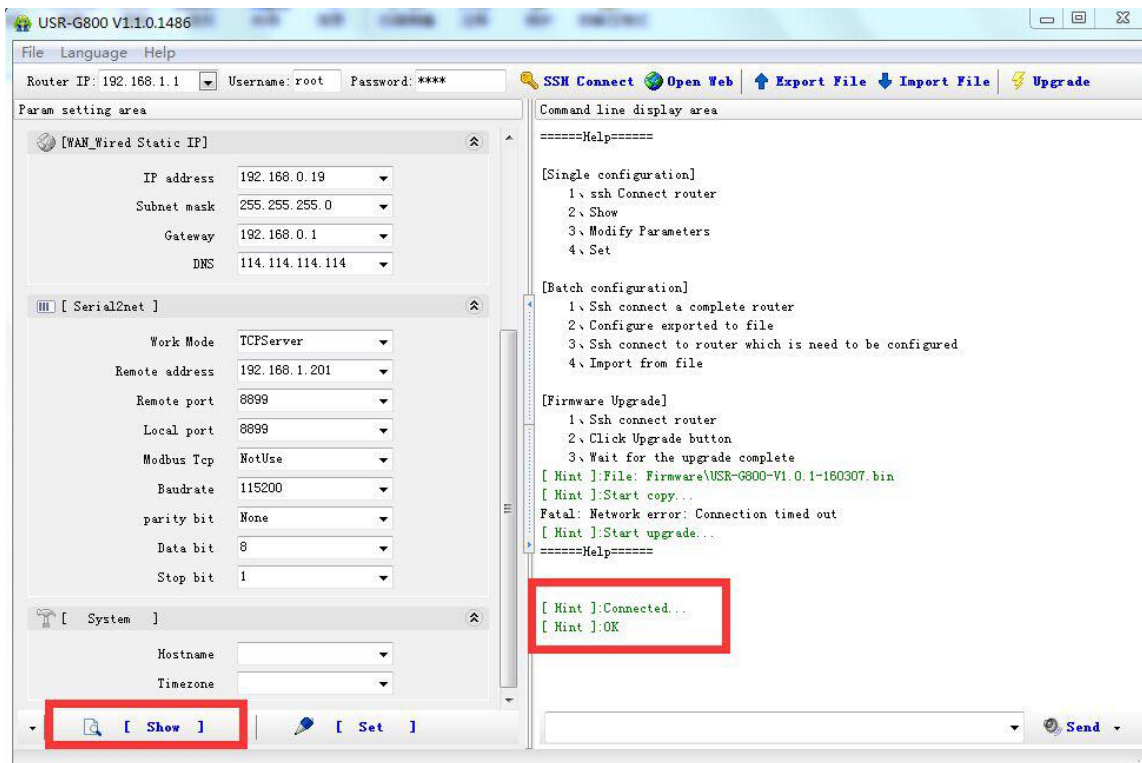 USR-G800 V1.1.0.1486
File Language Help
Router IP: 192.168.1.1 Username: root Password: **** SSH Connect Open Web Export File Import File Upgrade
Param setting area
[WAN_Wired Static IP]
IP address 192.168.0.19
Subnet mask 255.255.255.0
Gateway 192.168.0.1
DNS 114.114.114.114
[ Serial2net ]
Work Mode TCPServer
Remote address 192.168.1.201
Remote port 8899
Local port 8899
Modbus Tcp NotUse
Baudrate 115200
parity bit None
Data bit 8
Stop bit 1
[ System ]
Hostname
Timezone
[ Show ] [ Set ]
Command line display area
======Help======
[Single configuration]
1、ssh Connect router
2、Show
3、Modify Parameters
4、Set
[Batch configuration]
1、Ssh connect a complete router
2、Configure exported to file
3、Ssh connect to router which is need to be configured
4、Import from file
[Firmware Upgrade]
1、Ssh connect router
2、Click Upgrade button
3、Wait for the upgrade complete
[ Hint ]:File: Firmware\USR-G800-V1.0.1-160307.bin
[ Hint ]:Start copy...
Fatal: Network error: Connection timed out
[ Hint ]:Start upgrade...
======Help======
[ Hint ]:Connected...
[ Hint ]:OK
Send